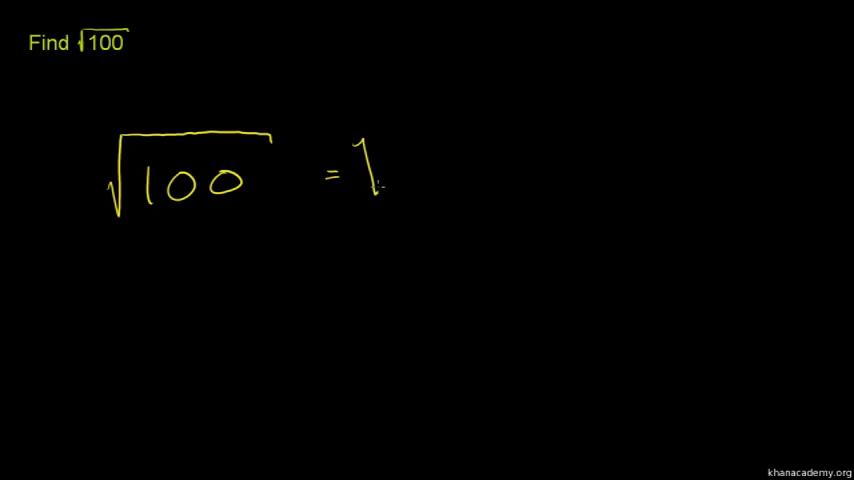 Find √100
√100 = 1
khanacademy.org